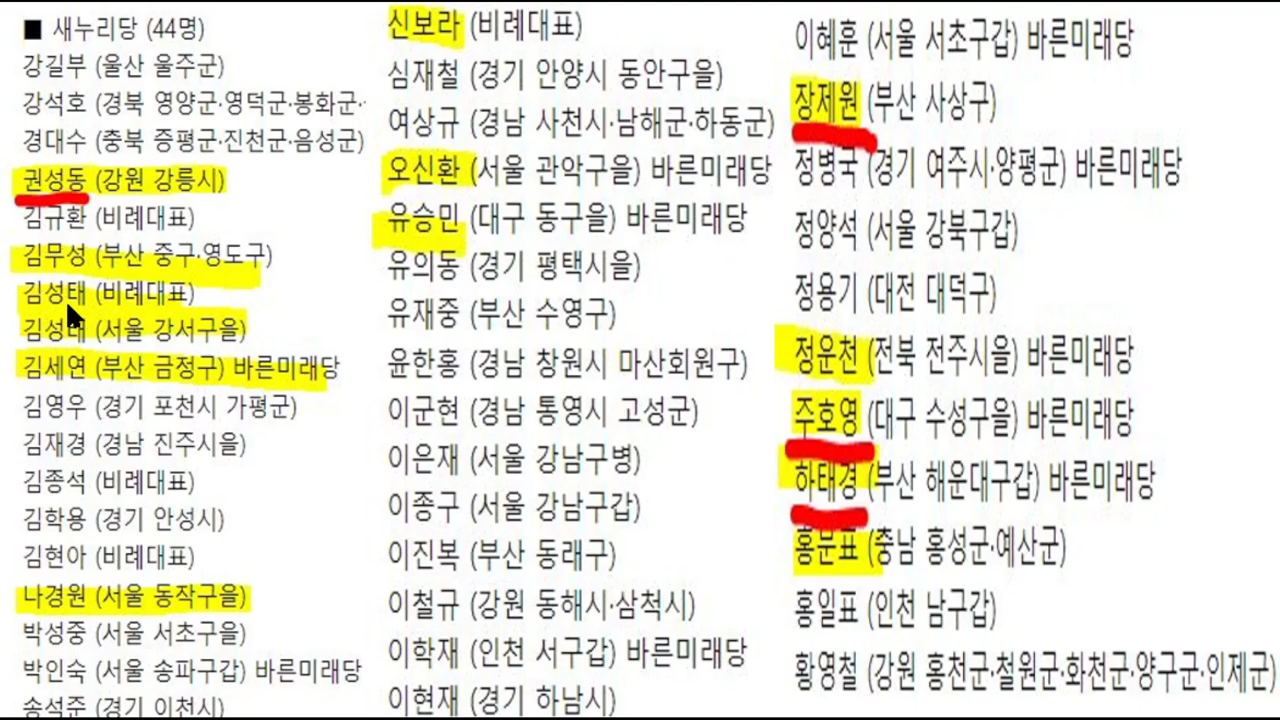 ■ 새누리당 (44명)
강길부 (울산 울주군)
강석호 (경북 영양군·영덕군·봉화군·
경대수 (충북 증평군·진천군·음성군)
권성동 (강원 강릉시)
김규환 (비례대표)
김무성 (부산 중구·영도구)
김성태 (비례대표)
김성태 (서울 강서구을)
김세연 (부산 금정구) 바른미래당
김영우 (경기 포천시 가평군)
김재경 (경남 진주시을)
김종석 (비례대표)
김학용 (경기 안성시)
김현아 (비례대표)
나경원 (서울 동작구을)
박성중 (서울 서초구을)
박인숙 (서울 송파구갑) 바른미래당
송석준 (경기 이천시)
신보라 (비례대표)
심재철 (경기 안양시 동안구을)
여상규 (경남 사천시·남해군·하동군)
오신환 (서울 관악구을) 바른미래당
유승민 (대구 동구을) 바른미래당
유의동 (경기 평택시을)
유재중 (부산 수영구)
윤한홍 (경남 창원시 마산회원구)
이군현 (경남 통영시 고성군)
이은재 (서울 강남구병)
이종구 (서울 강남구갑)
이진복 (부산 동래구)
이철규 (강원 동해시·삼척시)
이학재 (인천 서구갑) 바른미래당
이현재 (경기 하남시)
이혜훈 (서울 서초구갑) 바른미래당
장제원 (부산 사상구)
정병국 (경기 여주시·양평군) 바른미래당
정양석 (서울 강북구갑)
정용기 (대전 대덕구)
정운천 (전북 전주시을) 바른미래당
주호영 (대구 수성구을) 바른미래당
하태경 (부산 해운대구갑) 바른미래당
홍문표 (충남 홍성군·예산군)
홍일표 (인천 남구갑)
황영철 (강원 홍천군·철원군·화천군·양구군·인제군)